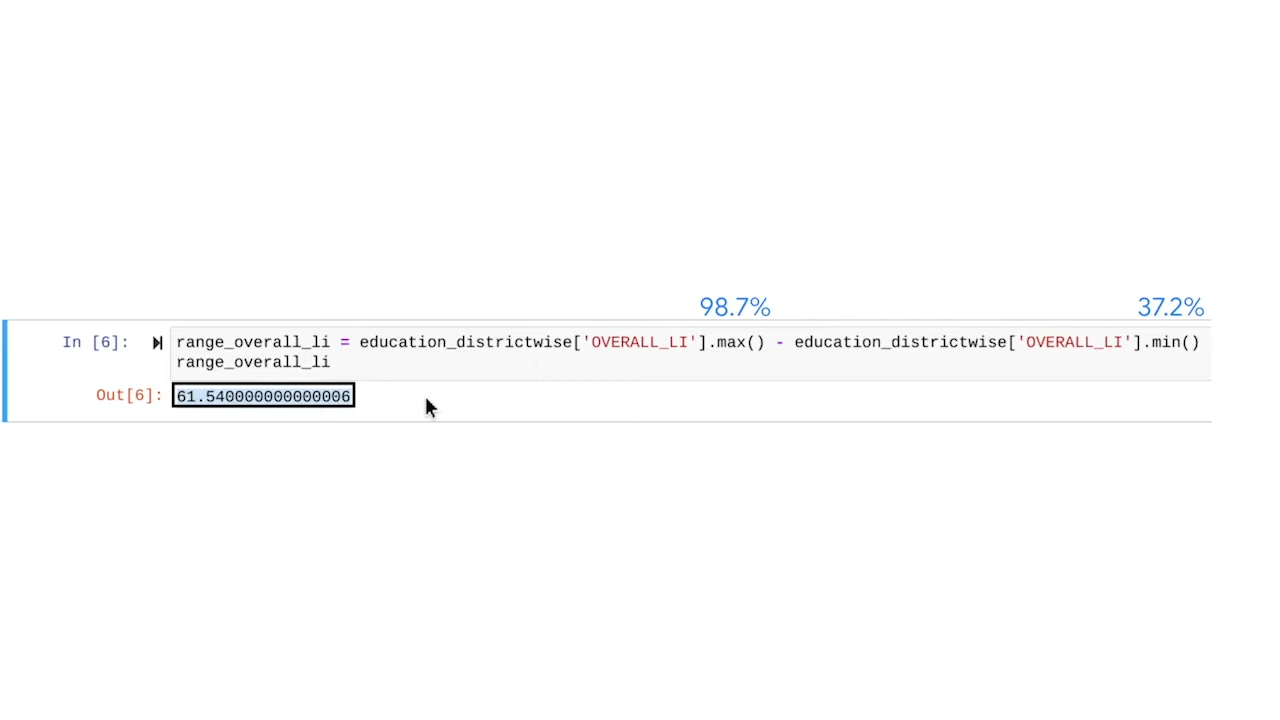 98.7% 37.2%
In [6]: range_overall_li = education_districtwise['OVERALL_LI'].max() - education_districtwise['OVERALL_LI'].min()
range_overall_li
Out[6]: 61.540000000000006